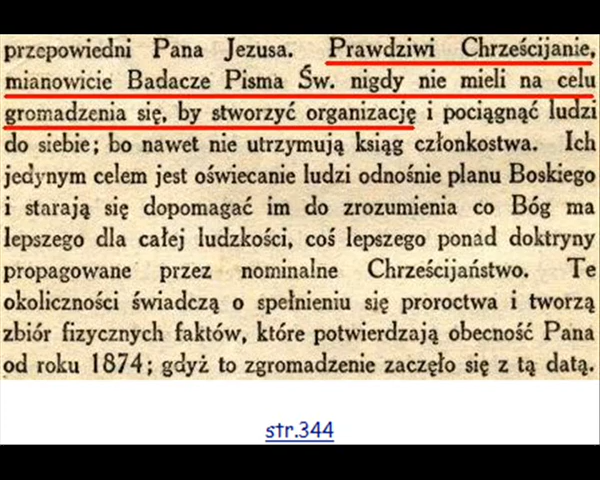 przepowiedni Pana Jezusa. Prawdziwi Chrześcijanie,
mianowicie Badacze Pisma Św. nigdy nie mieli na celu
gromadzenia się, by stworzyć organizację i pociągnąć ludzi
do siebie; bo nawet nie utrzymują ksiąg członkostwa. Ich
jedynym celem jest oświecanie ludzi odnośnie planu Boskiego
i starają się dopomagać im do zrozumienia co Bóg ma
lepszego dla całej ludzkości, coś lepszego ponad doktryny
propagowane przez nominalne Chrześcijaństwo. Te
okoliczności świadczą o spełnieniu się proroctwa i tworzą
zbiór fizycznych faktów, które potwierdzają obecność Pana
od roku 1874; gdyż to zgromadzenie zaczęło się z tą datą.
str.344